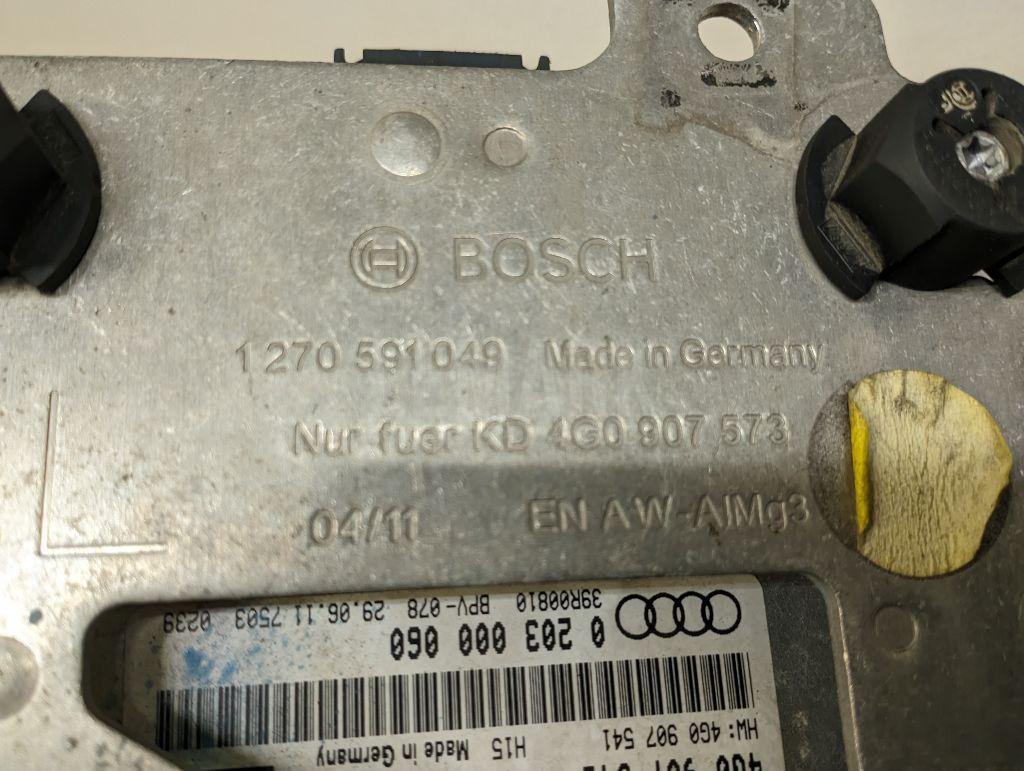 BOSCH
1 270 591 049 Made in Germany
Nur fuer KD 4G0 907 573
04/11 EN AW-AlMg3
39R00810 BPV-078 29.06.11 7503 0239
0 203 000 060
H15 Made in Germany
HW: 4G0 907 541